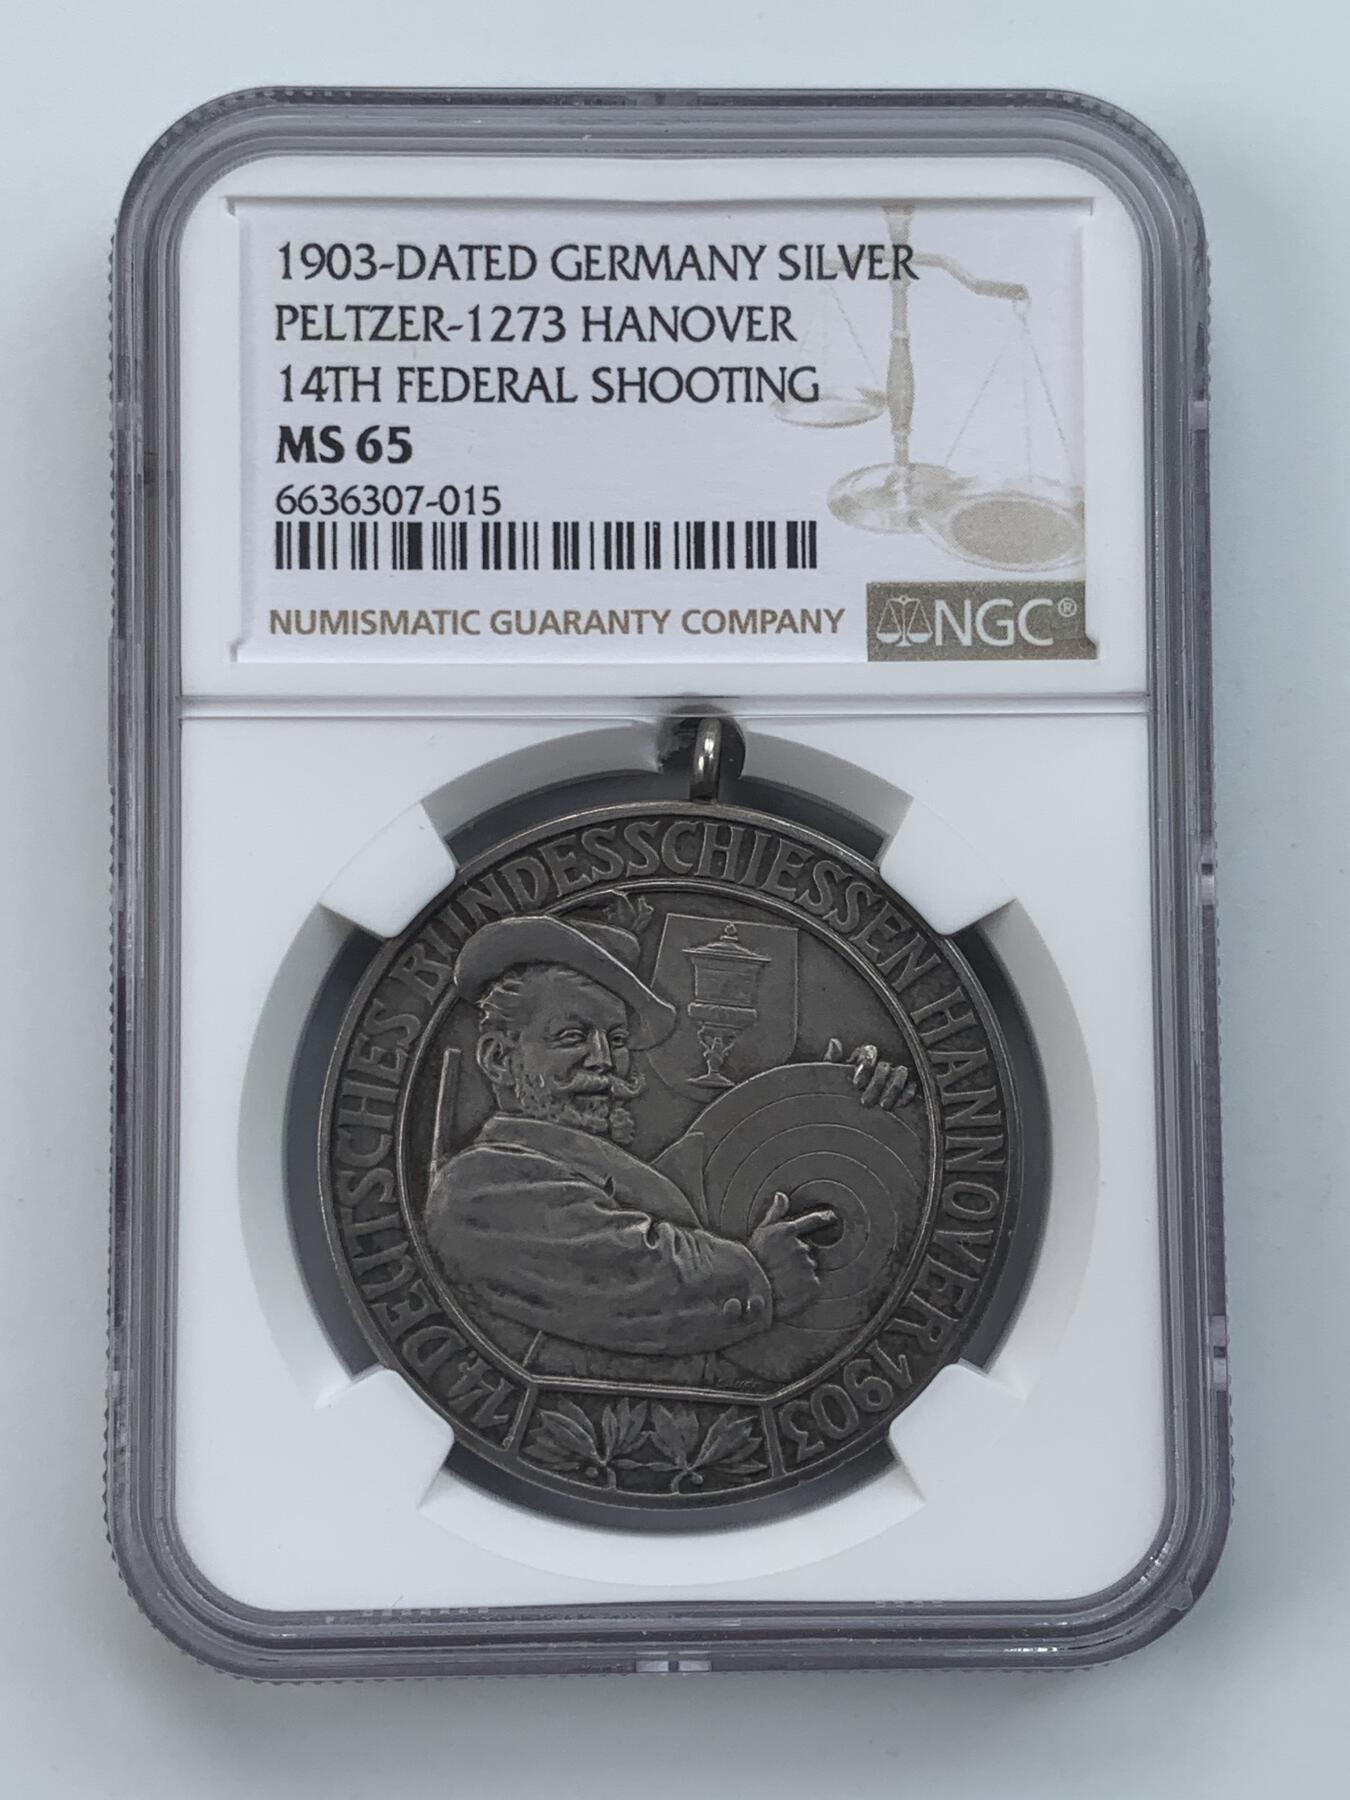 1903-DATED GERMANY SILVER
PELTZER-1273 HANOVER
14TH FEDERAL SHOOTING
MS 65
6636307-015
NUMISMATIC GUARANTY COMPANY
NGC®
14. DEUTSCHES BUNDESSCHIESSEN HANNOVER 1903